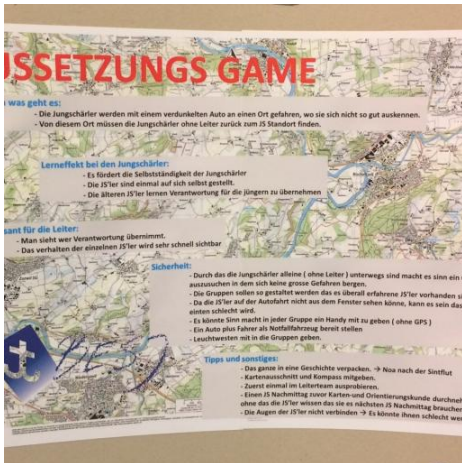 USSETZUNGS GAME
was geht es:
- Die Jungschärler werden mit einem verdunkelten Auto an einen Ort gefahren, wo sie sich nicht so gut auskennen.
- Von diesem Ort müssen die Jungschärler ohne Leiter zurück zum JS Standort finden.
Lerneffekt bei den Jungschärler:
- Es fördert die Selbstständigkeit der Jungschärler
- Die JS'ler sind einmal auf sich selbst gestellt.
- Die älteren JS'ler lernen Verantwortung für die jüngern zu übernehmen
sant für die Leiter:
- Man sieht wer Verantwortung übernimmt.
- Das verhalten der einzelnen JS'ler wird sehr schnell sichtbar
Sicherheit:
- Durch das die Jungschärler alleine ( ohne Leiter ) unterwegs sind macht es sinn ein
auszusuchen in dem sich keine grosse Gefahren bergen.
- Die Gruppen sollen so gestaltet werden das es überall erfahrene JS'ler vorhanden si
- Da die JS'ler auf der Autofahrt nicht aus dem Fenster sehen könne, kann es sein das
einten schlecht wird.
- Es könnte Sinn macht in jeder Gruppe ein Handy mit zu geben ( ohne GPS )
- Ein Auto plus Fahrer als Notfallfahrzeug bereit stellen
- Leuchtwesten mit in die Gruppen geben.
Tipps und sonstiges:
- Das ganze in eine Geschichte verpacken. → Noa nach der Sintflut
- Kartenausschnitt und Kompass mitgeben.
- Zuerst einmal im Leiterteam ausprobieren.
- Einen JS Nachmittag zuvor Karten-und Orientierungskunde durchneh
ohne das die JS'ler wissen das sie es nächsten JS Nachmittag brauchen
- Die Augen der JS'ler nicht verbinden → Es könnte ihnen schlecht wer